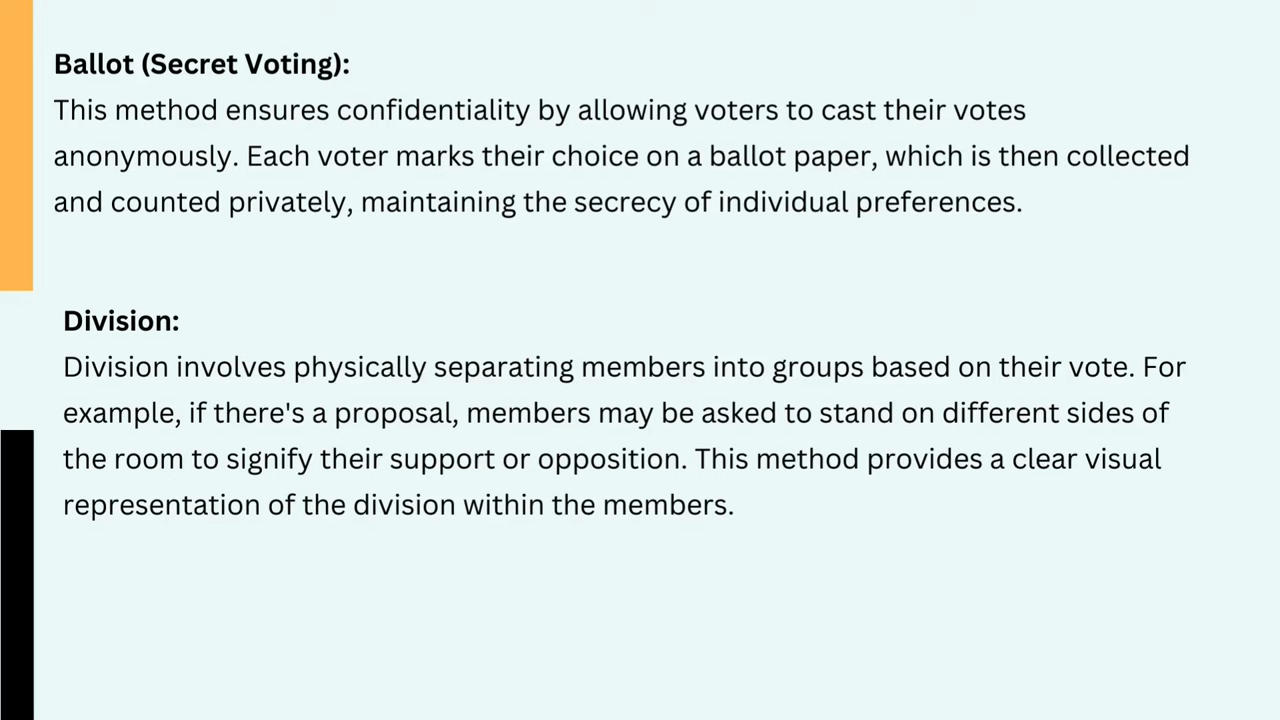 Ballot (Secret Voting):
This method ensures confidentiality by allowing voters to cast their votes
anonymously. Each voter marks their choice on a ballot paper, which is then collected
and counted privately, maintaining the secrecy of individual preferences.
Division:
Division involves physically separating members into groups based on their vote. For
example, if there's a proposal, members may be asked to stand on different sides of
the room to signify their support or opposition. This method provides a clear visual
representation of the division within the members.